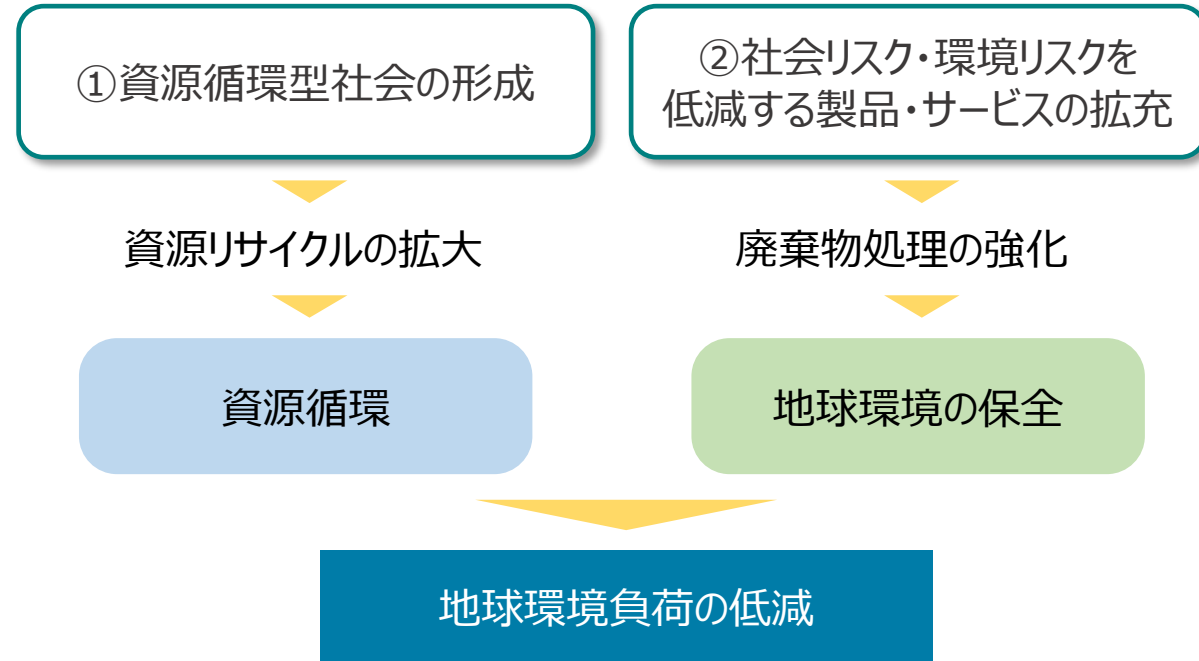 ①資源循環型社会の形成
②社会リスク・環境リスクを
低減する製品・サービスの拡充
資源リサイクルの拡大
廃棄物処理の強化
資源循環
地球環境の保全
地球環境負荷の低減